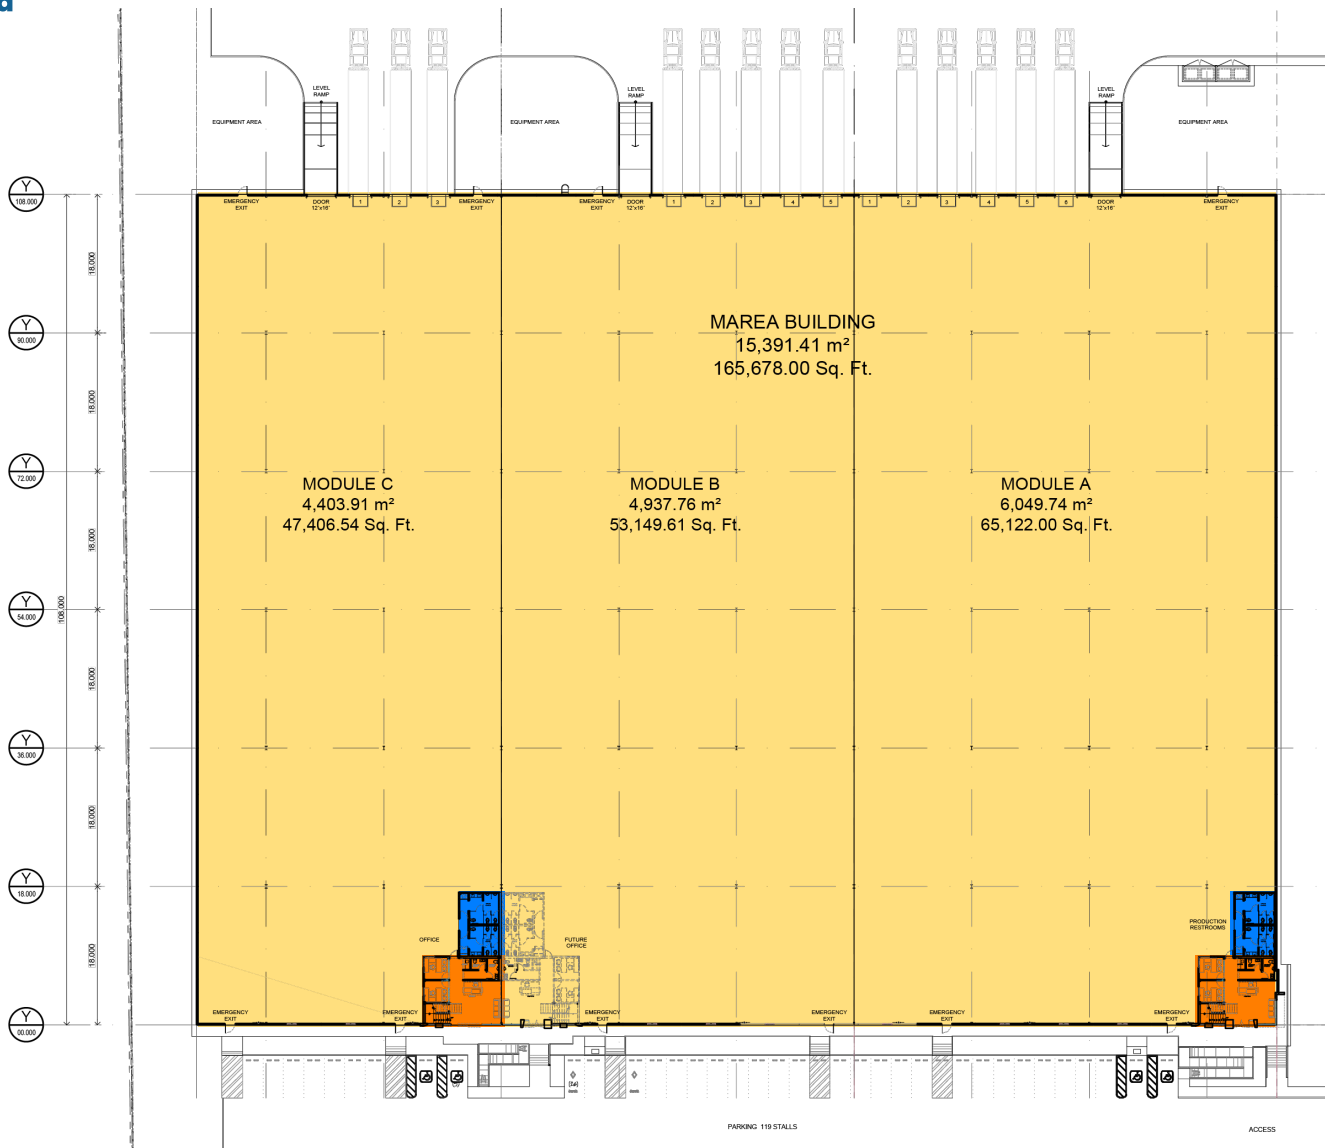 LEVEL
RAMP
LEVEL
RAMP
LEVEL
RAMP
EQUIPMENT AREA
EQUIPMENT AREA
EQUIPMENT AREA
Y
108.000
EMERGENCY
EXIT
DOOR
12'x16'
1
2
3
EMERGENCY
EXIT
EMERGENCY
EXIT
DOOR
12'x16'
1
2
3
4
5
1
2
3
4
5
6
DOOR
12'x16'
EMERGENCY
EXIT
18.000
Y
90.000
MAREA BUILDING
15,391.41 m²
165,678.00 Sq. Ft.
18.000
Y
72.000
MODULE C
4,403.91 m²
47,406.54 Sq. Ft.
MODULE B
4,937.76 m²
53,149.61 Sq. Ft.
MODULE A
6,049.74 m²
65,122.00 Sq. Ft.
18.000
Y
54.000
108.000
18.000
Y
36.000
18.000
Y
18.000
18.000
OFFICE
FUTURE
OFFICE
PRODUCTION
RESTROOMS
Y
00.000
EMERGENCY
EXIT
EMERGENCY
EXIT
EMERGENCY
EXIT
EMERGENCY
EXIT
EMERGENCY
EXIT
EMERGENCY
EXIT
PARKING 119 STALLS
ACCESS